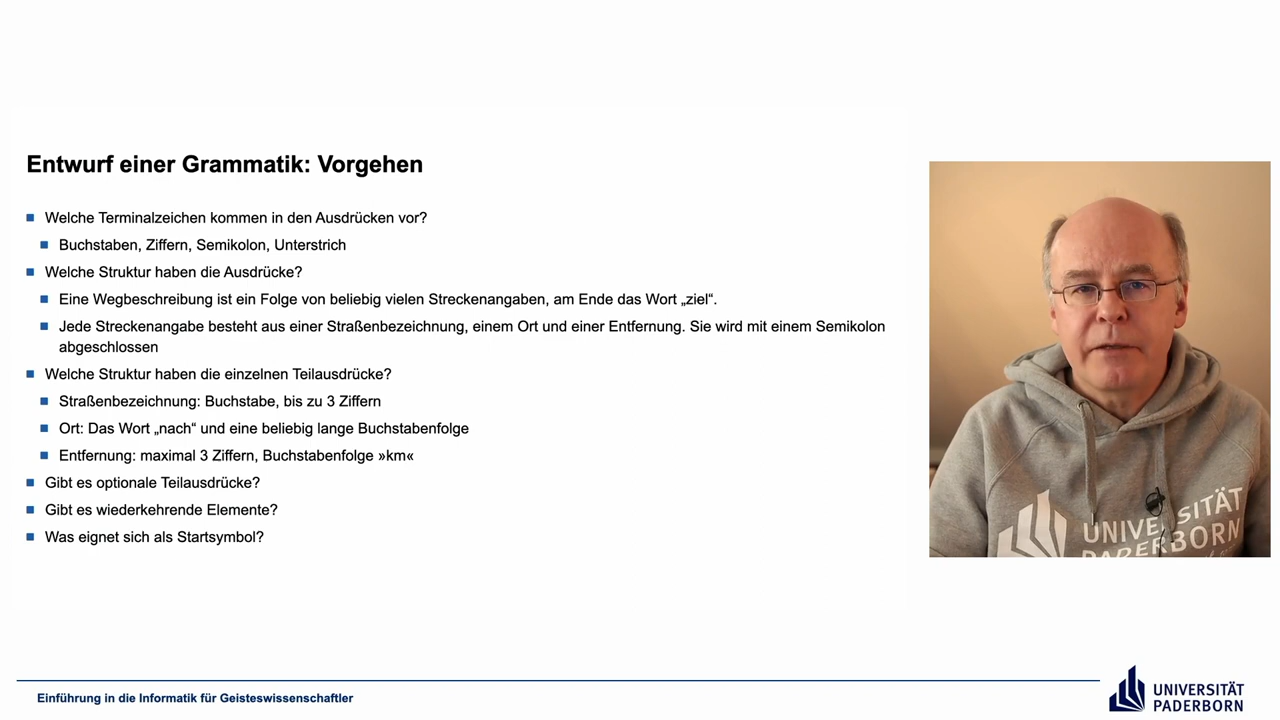 Entwurf einer Grammatik: Vorgehen
Welche Terminalzeichen kommen in den Ausdrücken vor?
Buchstaben, Ziffern, Semikolon, Unterstrich
Welche Struktur haben die Ausdrücke?
Eine Wegbeschreibung ist ein Folge von beliebig vielen Streckenangaben, am Ende das Wort „ziel“.
Jede Streckenangabe besteht aus einer Straßenbezeichnung, einem Ort und einer Entfernung. Sie wird mit einem Semikolon
abgeschlossen
Welche Struktur haben die einzelnen Teilausdrücke?
Straßenbezeichnung: Buchstabe, bis zu 3 Ziffern
Ort: Das Wort „nach“ und eine beliebig lange Buchstabenfolge
Entfernung: maximal 3 Ziffern, Buchstabenfolge »km«
Gibt es optionale Teilausdrücke?
Gibt es wiederkehrende Elemente?
Was eignet sich als Startsymbol?
UNIVERSITÄT
PADERBORN
Einführung in die Informatik für Geisteswissenschaftler
UNIVERSITÄT
PADERBORN